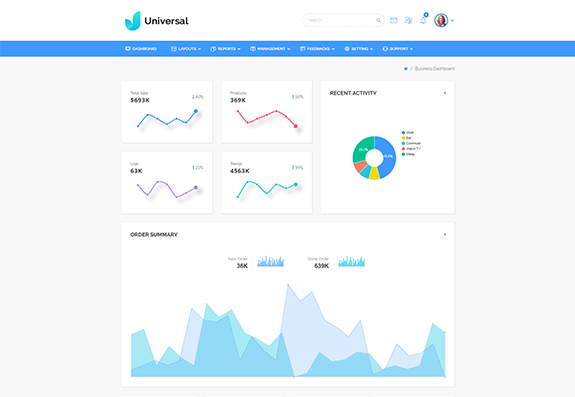 Universal
Search
DASHBOARD LAYOUTS REPORTS MANAGEMENT FEEDBACKS SETTING SUPPORT
/ Business Dashboard
Total Sale
$693K
40%
Products
369K
50%
RECENT ACTIVITY
Work
Eat
Commute
Watch TV
Sleep
User
63K
20%
Trends
4563K
90%
ORDER SUMMARY
Total Order
36K
Done Order
639K